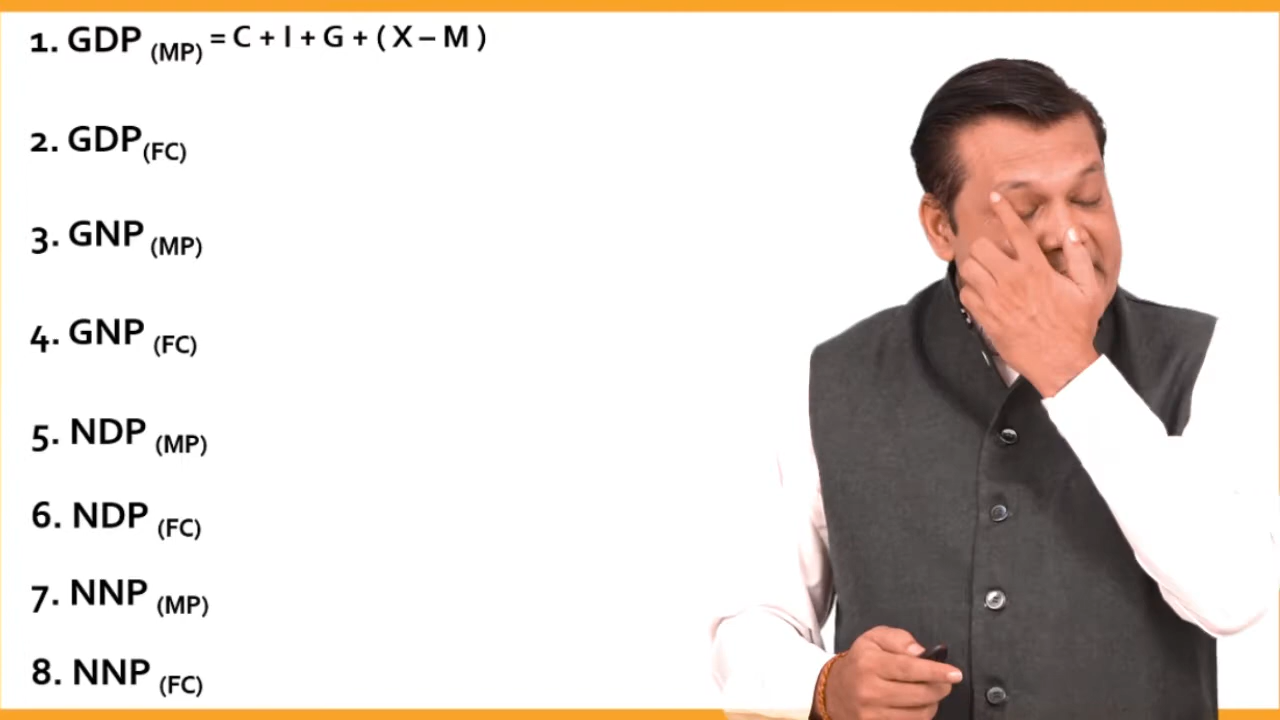 1. GDP (MP) = C + I + G + ( X – M )
2. GDP(FC)
3. GNP (MP)
4. GNP (FC)
5. NDP (MP)
6. NDP (FC)
7. NNP (MP)
8. NNP (FC)